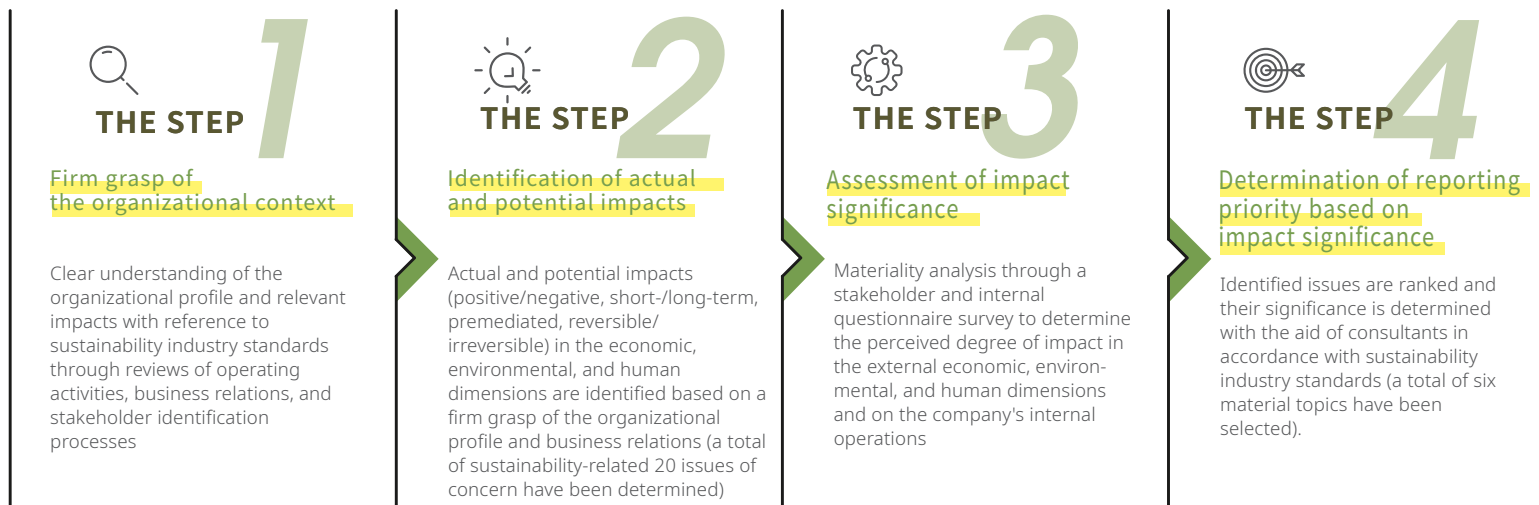 THE STEP 1
Firm grasp of
the organizational context
Clear understanding of the
organizational profile and relevant
impacts with reference to
sustainability industry standards
through reviews of operating
activities, business relations, and
stakeholder identification
processes
THE STEP 2
Identification of actual
and potential impacts
Actual and potential impacts
(positive/negative, short-/long-term,
premediated, reversible/
irreversible) in the economic,
environmental, and human
dimensions are identified based on a
firm grasp of the organizational
profile and business relations (a total
of sustainability-related 20 issues of
concern have been determined)
THE STEP 3
Assessment of impact
significance
Materiality analysis through a
stakeholder and internal
questionnaire survey to determine
the perceived degree of impact in
the external economic, environ-
mental, and human dimensions
and on the company's internal
operations
THE STEP 4
Determination of reporting
priority based on
impact significance
Identified issues are ranked and
their significance is determined
with the aid of consultants in
accordance with sustainability
industry standards (a total of six
material topics have been
selected).